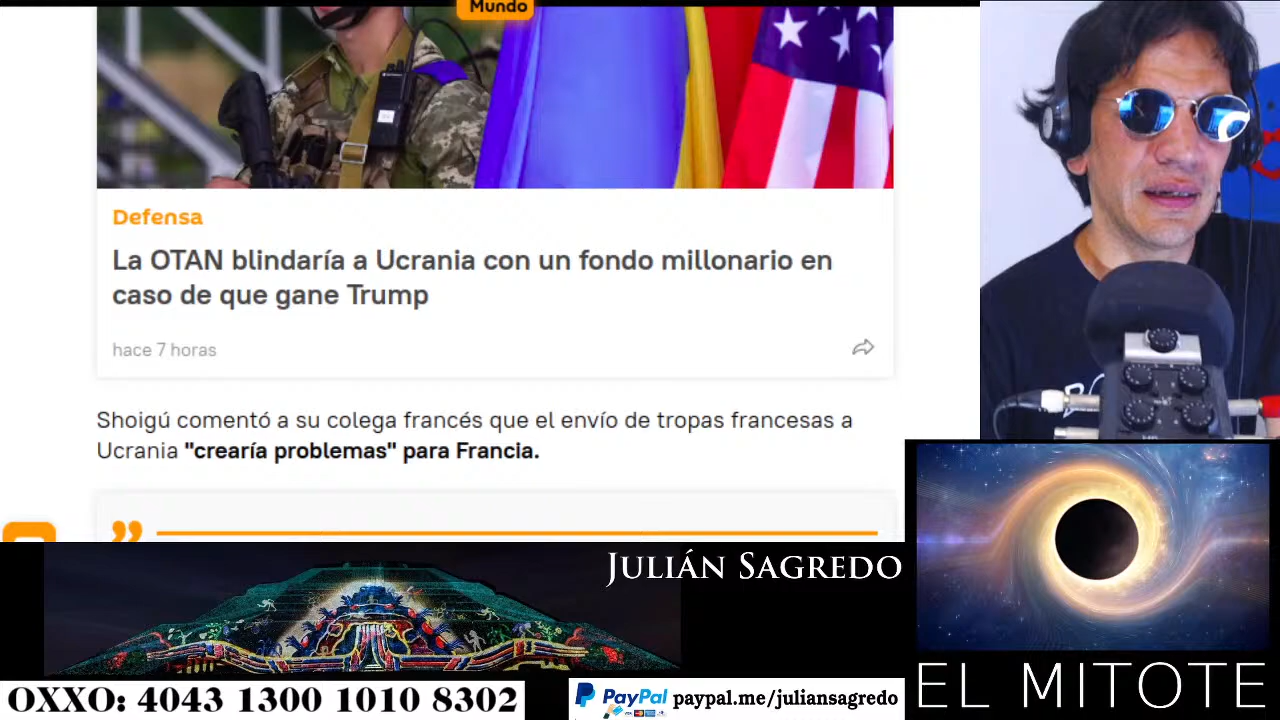 Mundo
Defensa
La OTAN blindaría a Ucrania con un fondo millonario en
caso de que gane Trump
hace 7 horas
Shoigú comentó a su colega francés que el envío de tropas francesas a
Ucrania "crearía problemas" para Francia.
JULIÁN SAGREDO
OXXO: 4043 1300 1010 8302
PayPal paypal.me/juliansagredo
EL MITOTE